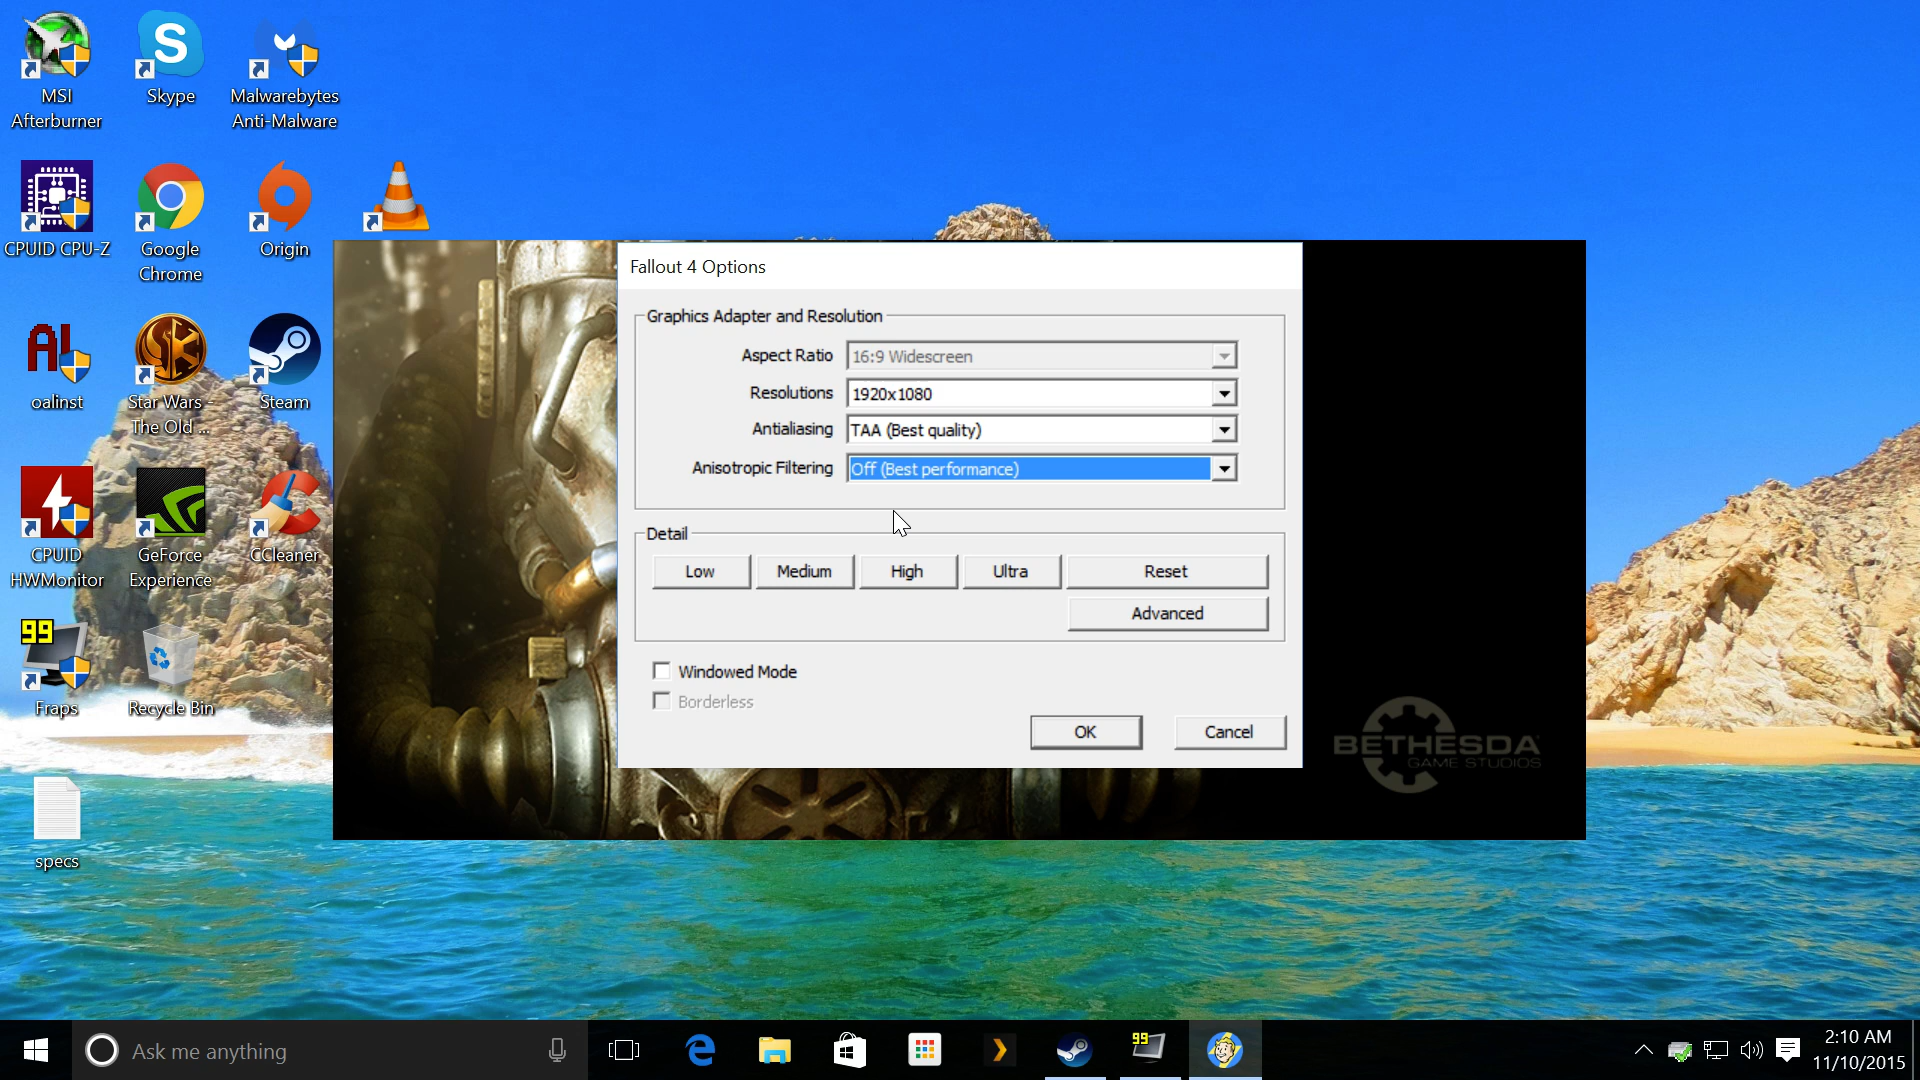 MSI
Afterburner
Skype
Malwarebytes
Anti-Malware
CPUID CPU-Z
Google
Chrome
Origin
oalinst
Star Wars -
The Old ...
Steam
CPUID
HWMonitor
GeForce
Experience
CCleaner
99
Fraps
Recycle Bin
specs
Fallout 4 Options
Graphics Adapter and Resolution
Aspect Ratio 16:9 Widescreen
Resolutions 1920x1080
Antialiasing TAA (Best quality)
Anisotropic Filtering Off (Best performance)
Detail
Low Medium High Ultra Reset
Advanced
Windowed Mode
Borderless
OK Cancel
BETHESDA
GAME STUDIOS
Ask me anything
99
2:10 AM
11/10/2015